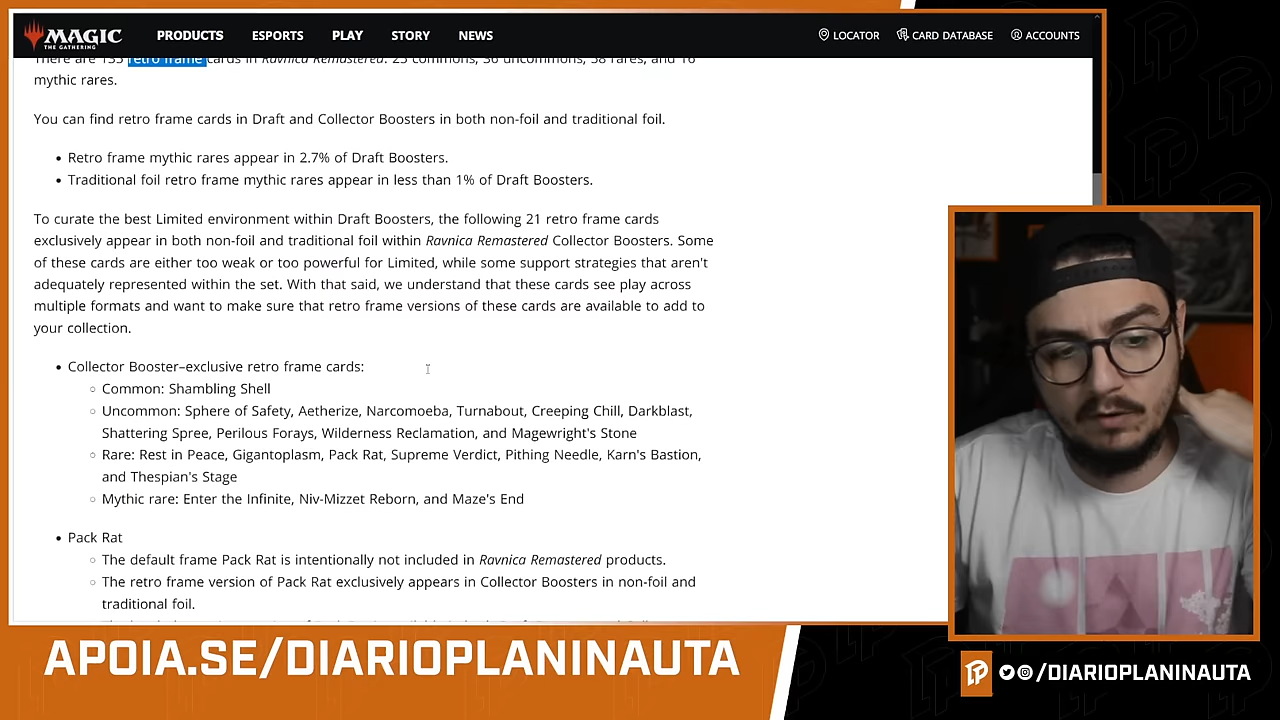 MAGIC
THE GATHERING
PRODUCTS
ESPORTS
PLAY
STORY
NEWS
LOCATOR
CARD DATABASE
ACCOUNTS
There are 135 retro frame cards in Ravnica Remastered: 25 commons, 36 uncommons, 58 rares, and 16
mythic rares.
You can find retro frame cards in Draft and Collector Boosters in both non-foil and traditional foil.
• Retro frame mythic rares appear in 2.7% of Draft Boosters.
• Traditional foil retro frame mythic rares appear in less than 1% of Draft Boosters.
To curate the best Limited environment within Draft Boosters, the following 21 retro frame cards
exclusively appear in both non-foil and traditional foil within Ravnica Remastered Collector Boosters. Some
of these cards are either too weak or too powerful for Limited, while some support strategies that aren't
adequately represented within the set. With that said, we understand that these cards see play across
multiple formats and want to make sure that retro frame versions of these cards are available to add to
your collection.
• Collector Booster–exclusive retro frame cards:
○ Common: Shambling Shell
○ Uncommon: Sphere of Safety, Aetherize, Narcomoeba, Turnabout, Creeping Chill, Darkblast,
Shattering Spree, Perilous Forays, Wilderness Reclamation, and Magewright's Stone
○ Rare: Rest in Peace, Gigantoplasm, Pack Rat, Supreme Verdict, Pithing Needle, Karn's Bastion,
and Thespian's Stage
○ Mythic rare: Enter the Infinite, Niv-Mizzet Reborn, and Maze's End
• Pack Rat
○ The default frame Pack Rat is intentionally not included in Ravnica Remastered products.
○ The retro frame version of Pack Rat exclusively appears in Collector Boosters in non-foil and
traditional foil.
APOIA.SE/DIARIOPLANINAUTA
/DIARIOPLANINAUTA